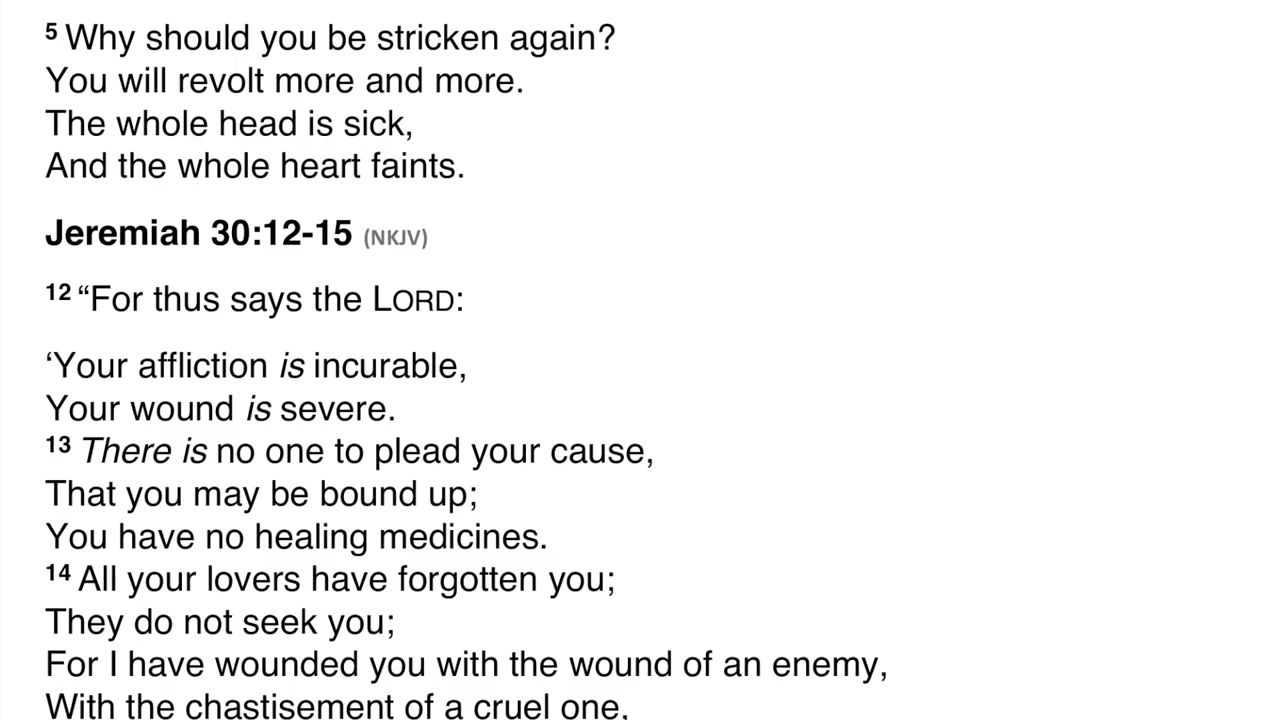 5 Why should you be stricken again?
You will revolt more and more.
The whole head is sick,
And the whole heart faints.
Jeremiah 30:12-15 (NKJV)
12 “For thus says the LORD:
‘Your affliction is incurable,
Your wound is severe.
13 There is no one to plead your cause,
That you may be bound up;
You have no healing medicines.
14 All your lovers have forgotten you;
They do not seek you;
For I have wounded you with the wound of an enemy,
With the chastisement of a cruel one,